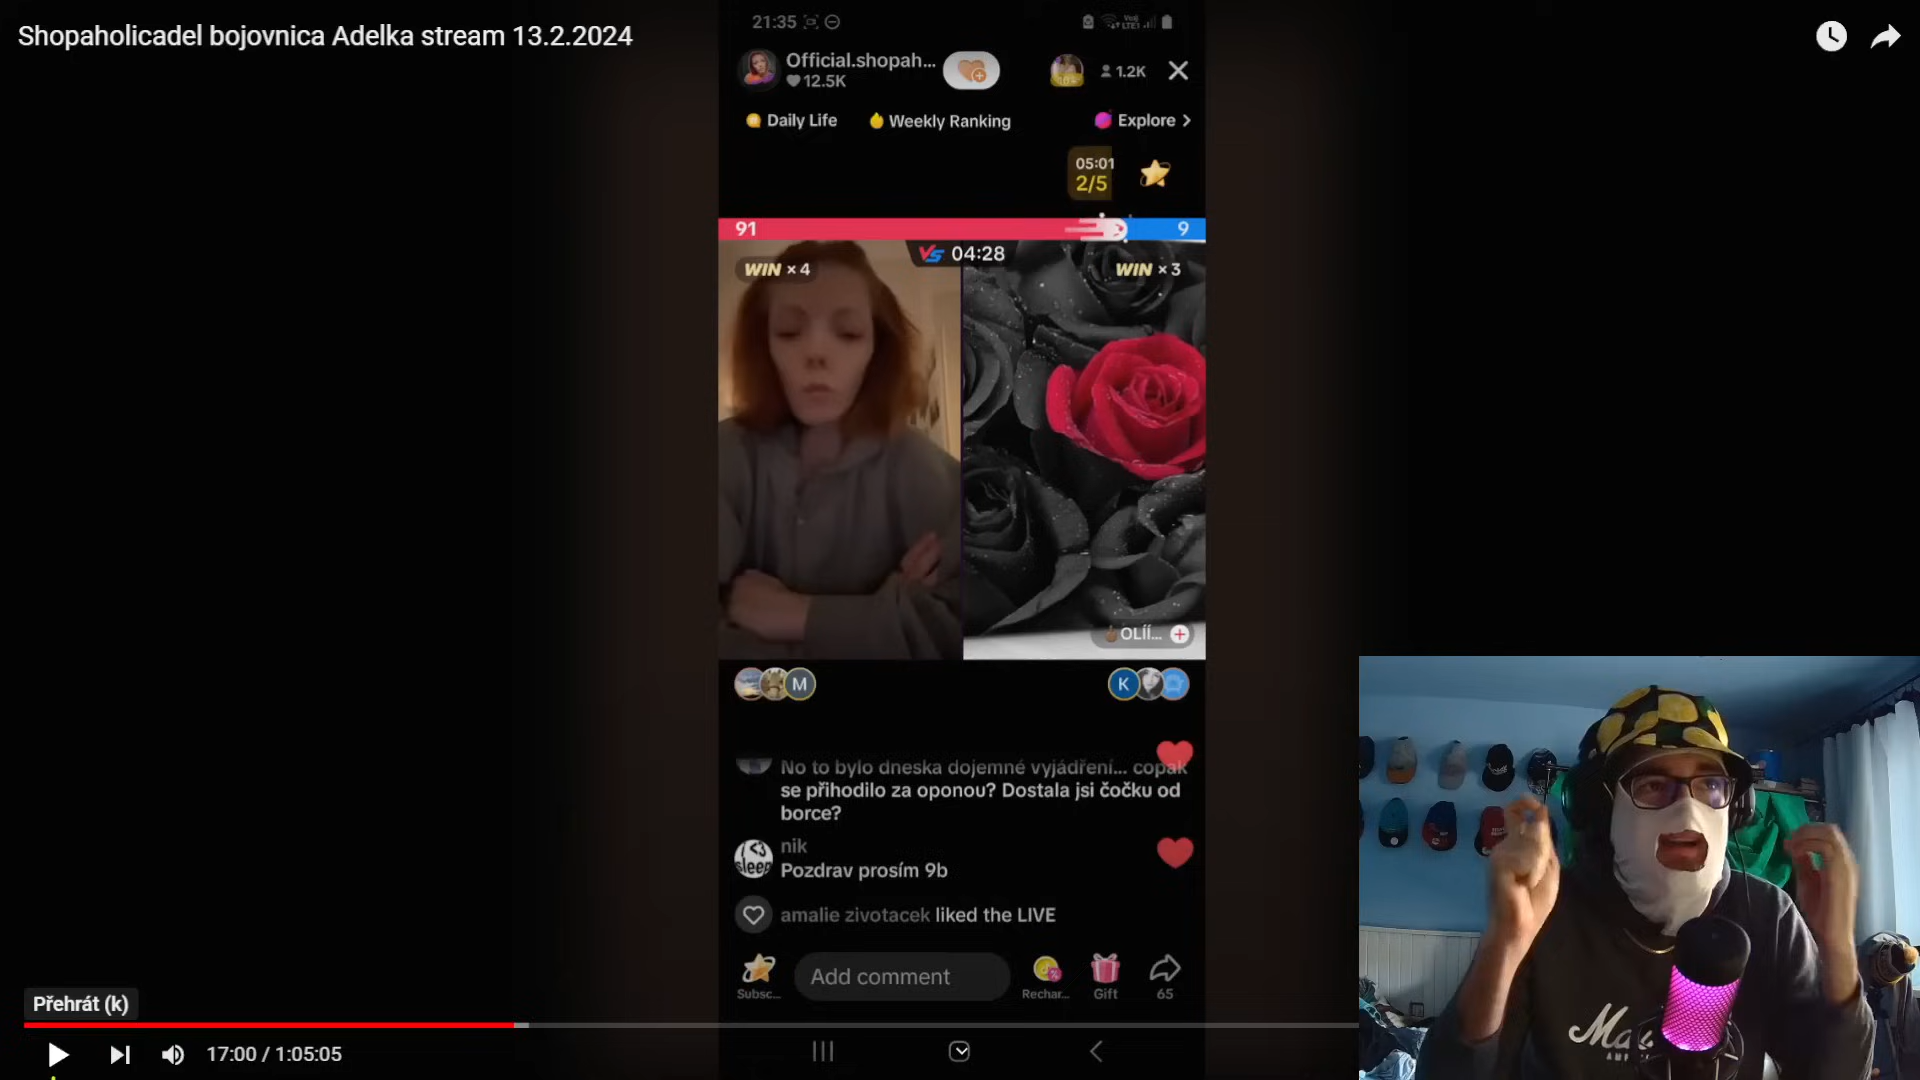 Shopaholicadel bojovnica Adelka stream 13.2.2024
21:35
Official.shopah...
12.5K
1.2K
Daily Life
Weekly Ranking
Explore
05:01
2/5
91
9
VS 04:28
WIN × 4
WIN × 3
OLÍÍ...
M
K
No to bylo dneska dojemné vyjádření... copak
se přihodilo za oponou? Dostala jsi čočku od
borce?
nik
Pozdrav prosím 9b
amalie zivotacek liked the LIVE
Add comment
Subsc...
Rechar...
Gift
65
Přehrát (k)
17:00 / 1:05:05